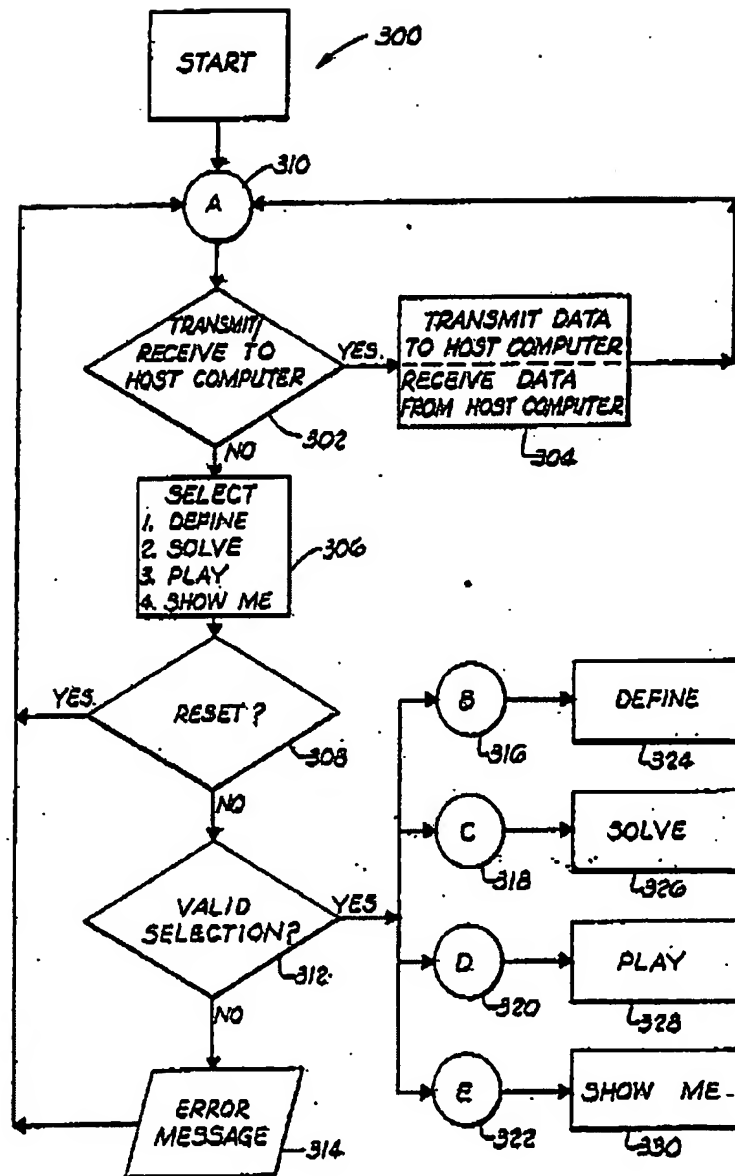 START
300
310
A
TRANSMIT/
RECEIVE TO
HOST COMPUTER
YES.
302
NO
TRANSMIT DATA
TO HOST COMPUTER
RECEIVE DATA
FROM HOST COMPUTER
304
SELECT
1. DEFINE
2. SOLVE
3. PLAY
4. SHOW ME
306
YES.
RESET?
308
NO
VALID
SELECTION?
YES
312
NO
ERROR
MESSAGE
314
B
316
DEFINE
324
C
318
SOLVE
326
D
320
PLAY
328
E
322
SHOW ME
330